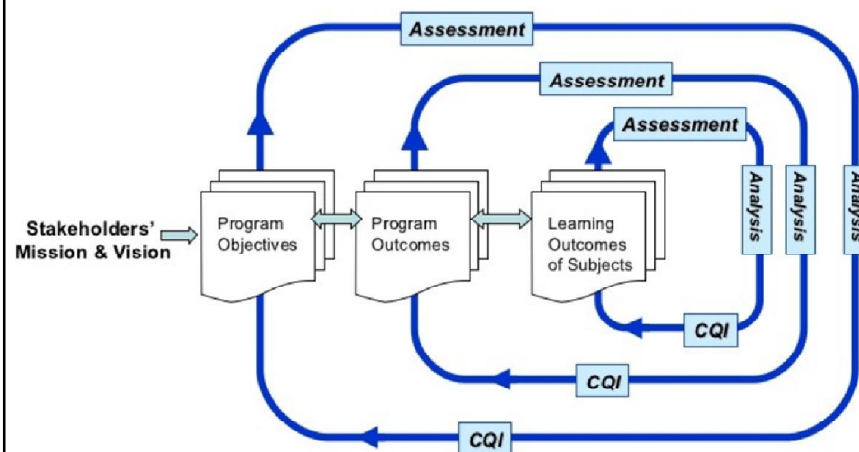 Assessment
Assessment
Assessment
Analysis
Analysis
Analysis
Stakeholders'
Mission & Vision
Program
Objectives
Program
Outcomes
Learning
Outcomes
of Subjects
CQI
CQI
CQI